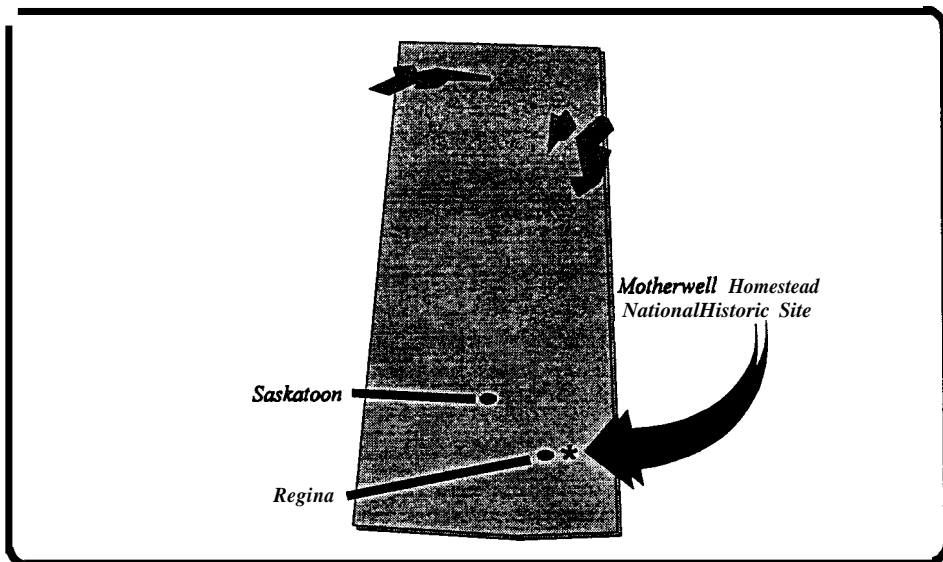 Motherwell Homestead
NationalHistoric Site
Saskatoon
*
Regina